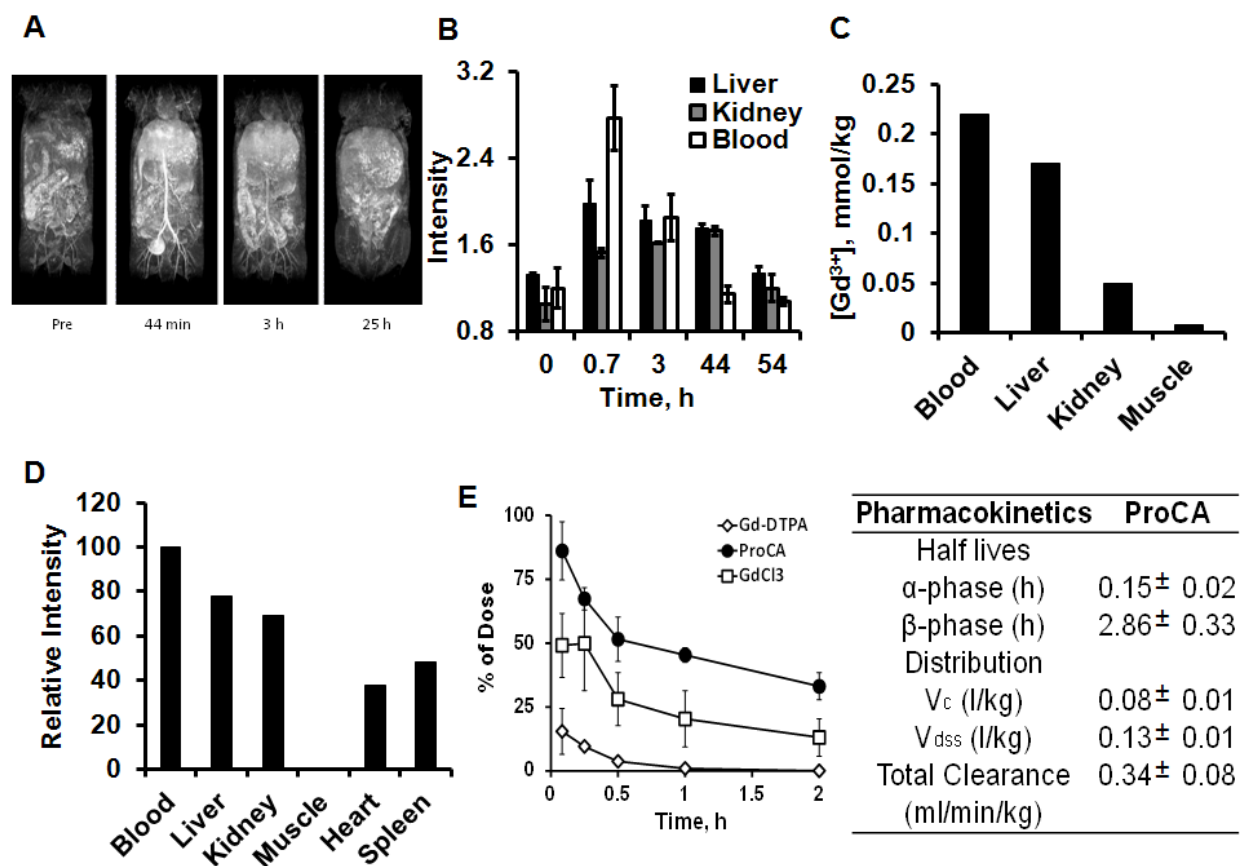 A
Pre
44 min
3 h
25 h
B
Intensity
3.2
2.4
1.6
0.8
Liver
Kidney
Blood
0
0.7
3
44
54
Time, h
C
[Gd³⁺], mmol/kg
0.25
0.2
0.15
0.1
0.05
0
Blood
Liver
Kidney
Muscle
D
Relative Intensity
120
100
80
60
40
20
0
Blood
Liver
Kidney
Muscle
Heart
Spleen
E
% of Dose
100
75
50
25
0
Gd-DTPA
ProCA
GdCl3
0
0.5
1
2
Time, h
Pharmacokinetics ProCA
Half lives
α-phase (h) 0.15± 0.02
β-phase (h) 2.86± 0.33
Distribution
Vc (l/kg) 0.08± 0.01
Vdss (l/kg) 0.13± 0.01
Total Clearance 0.34± 0.08
(ml/min/kg)